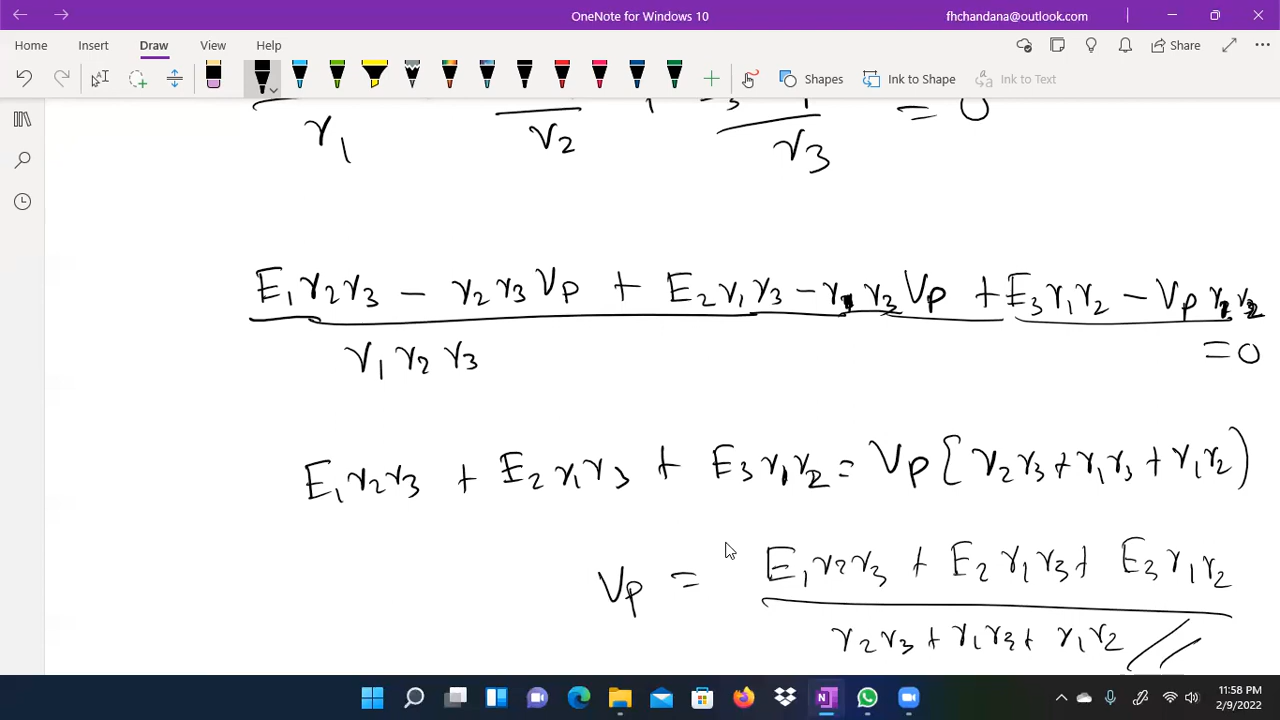 OneNote for Windows 10
fhchandana@outlook.com
Home Insert Draw View Help
Share
Shapes Ink to Shape Ink to Text
r1 r2 r3 = 0
E1r2r3 - r2r3Vp + E2r1r3 - r1r3Vp + E3r1r2 - Vp r1r2
r1r2r3 = 0
E1r2r3 + E2r1r3 + E3r1r2 = Vp[r2r3+r1r3+r1r2)
Vp = E1r2r3 + E2r1r3 + E3r1r2
r2r3 + r1r3 + r1r2
11:58 PM
2/9/2022